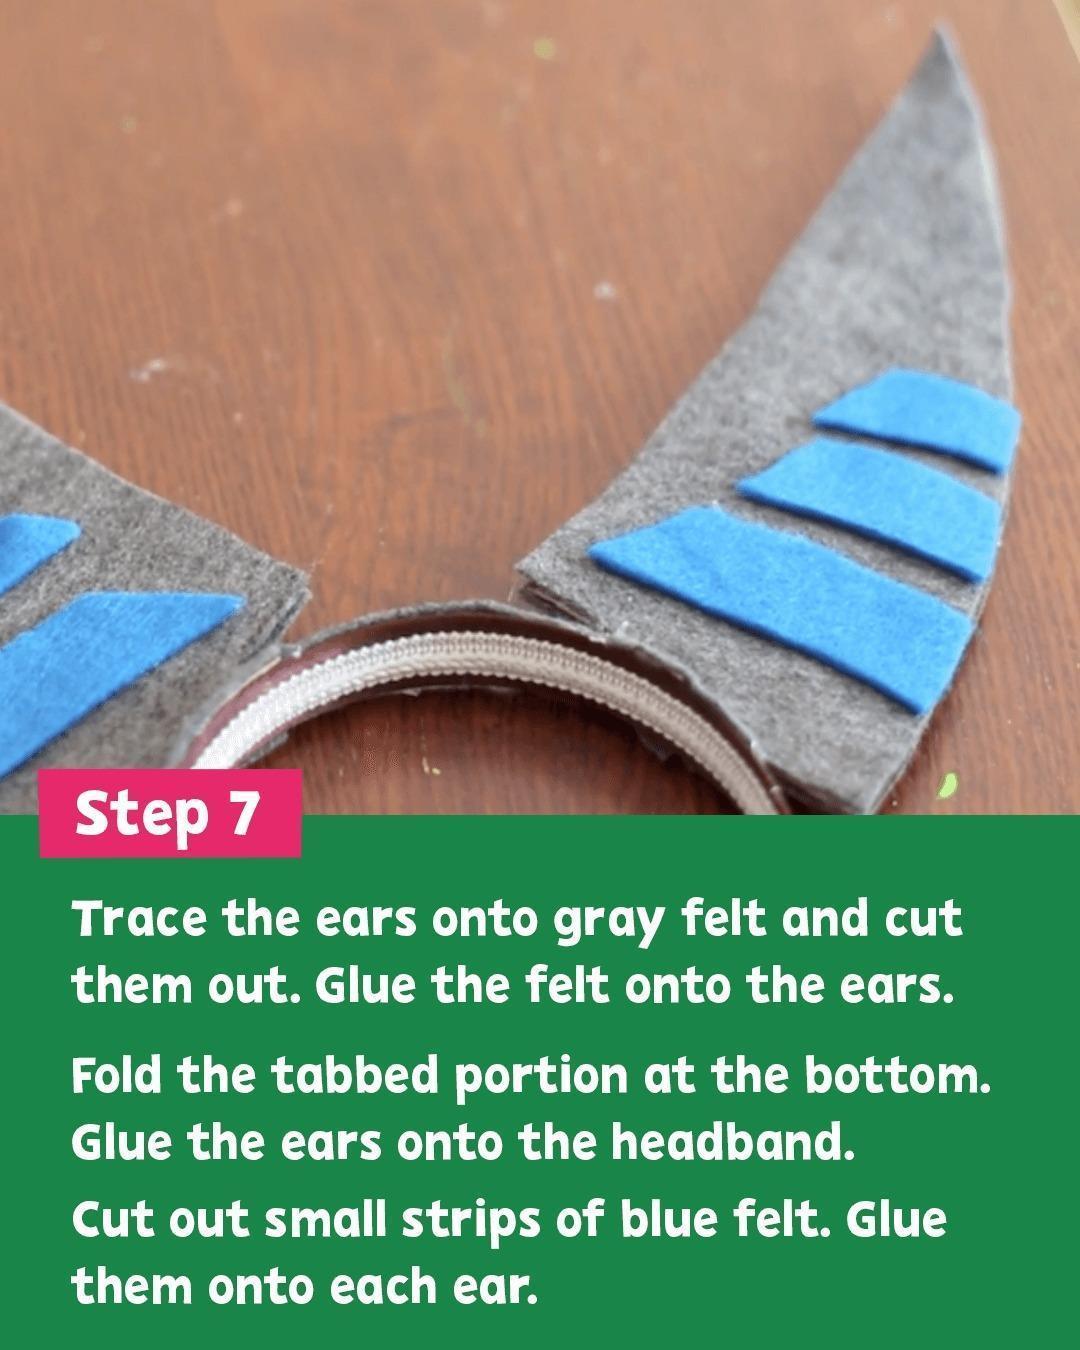 Step 7
Trace the ears onto gray felt and cut
them out. Glue the felt onto the ears.
Fold the tabbed portion at the bottom.
Glue the ears onto the headband.
Cut out small strips of blue felt. Glue
them onto each ear.